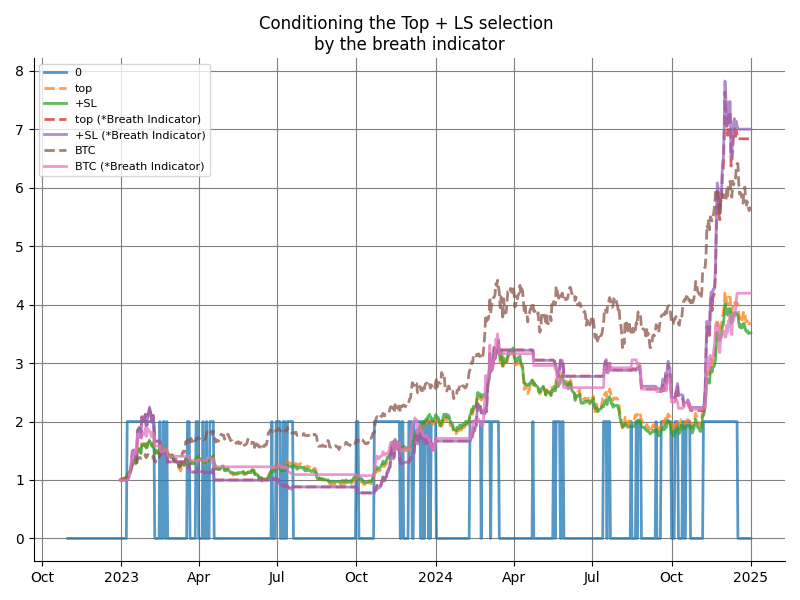 Conditioning the Top + LS selection
by the breath indicator
0
top
+SL
top (*Breath Indicator)
+SL (*Breath Indicator)
BTC
BTC (*Breath Indicator)
8
7
6
5
4
3
2
1
0
Oct
2023
Apr
Jul
Oct
2024
Apr
Jul
Oct
2025